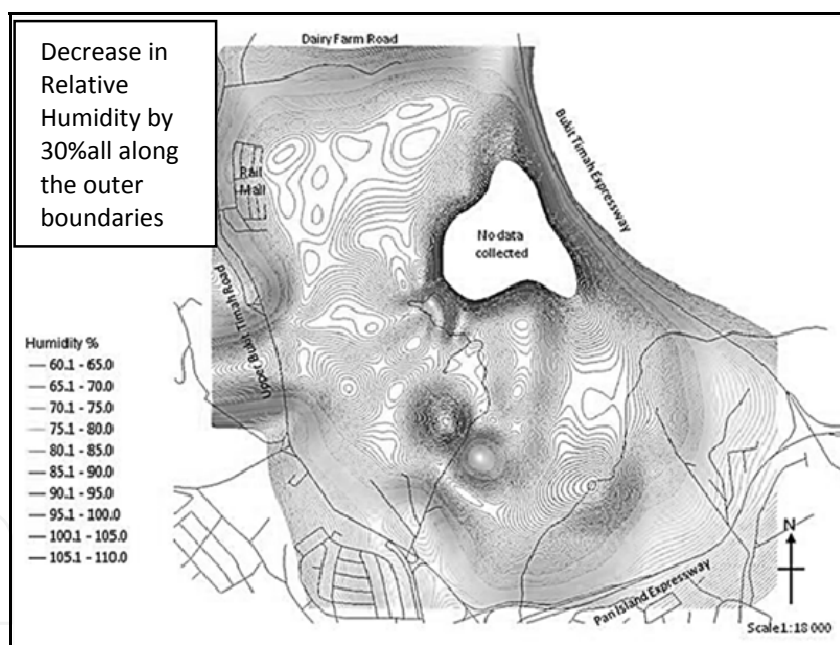 Decrease in
Relative
Humidity by
30%all along
the outer
boundaries
Dairy Farm Road
Bukit Timah Expressway
Rail
Mall
No data
collected
Upper Bukit Timah Road
Humidity %
60.1 - 65.0
65.1 - 70.0
70.1 - 75.0
75.1 - 80.0
80.1 - 85.0
85.1 - 90.0
90.1 - 95.0
95.1 - 100.0
100.1 - 105.0
105.1 - 110.0
N
Pan Island Expressway
Scale1.:18 000